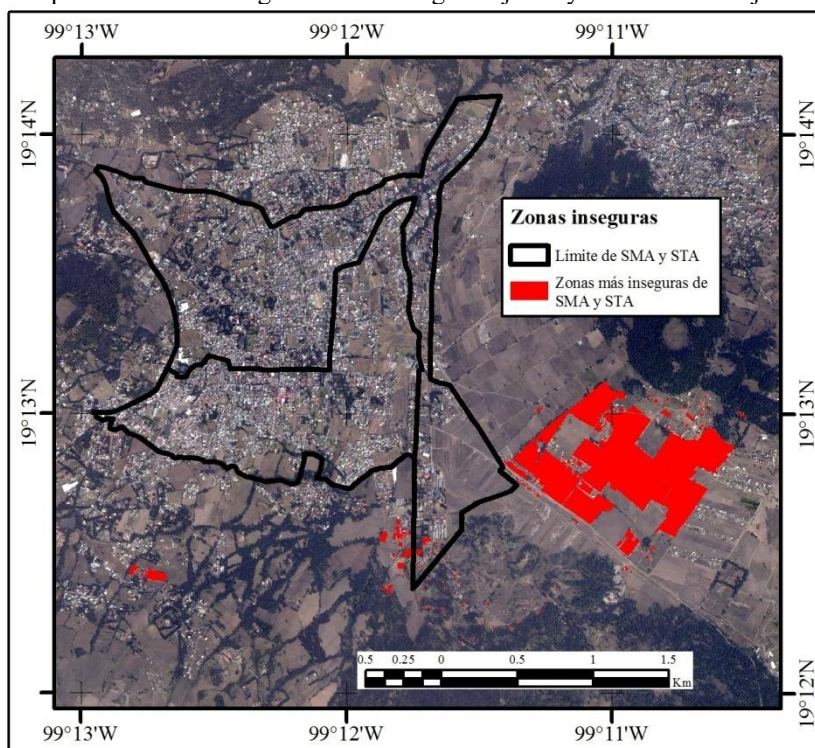 99°13'W 99°12'W 99°11'W
19°14'N 19°14'N
Zonas inseguras
Límite de SMA y STA
Zonas más inseguras de
SMA y STA
19°13'N 19°13'N
0.5 0.25 0 0.5 1 1.5
Km
19°12'N
99°13'W 99°12'W 99°11'W